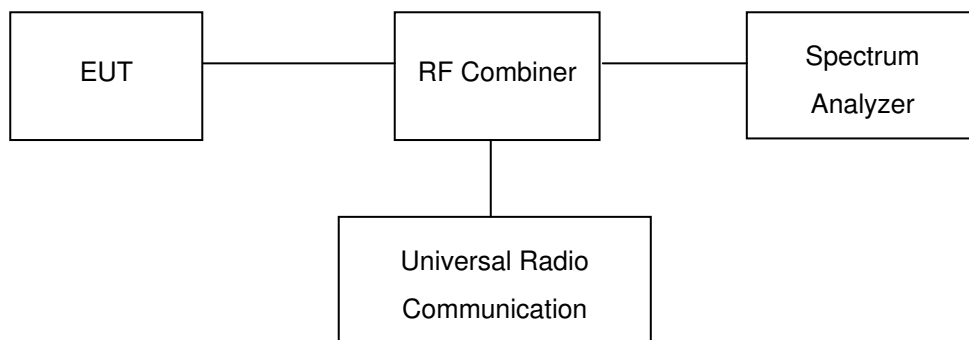 EUT
RF Combiner
Spectrum
Analyzer
Universal Radio
Communication